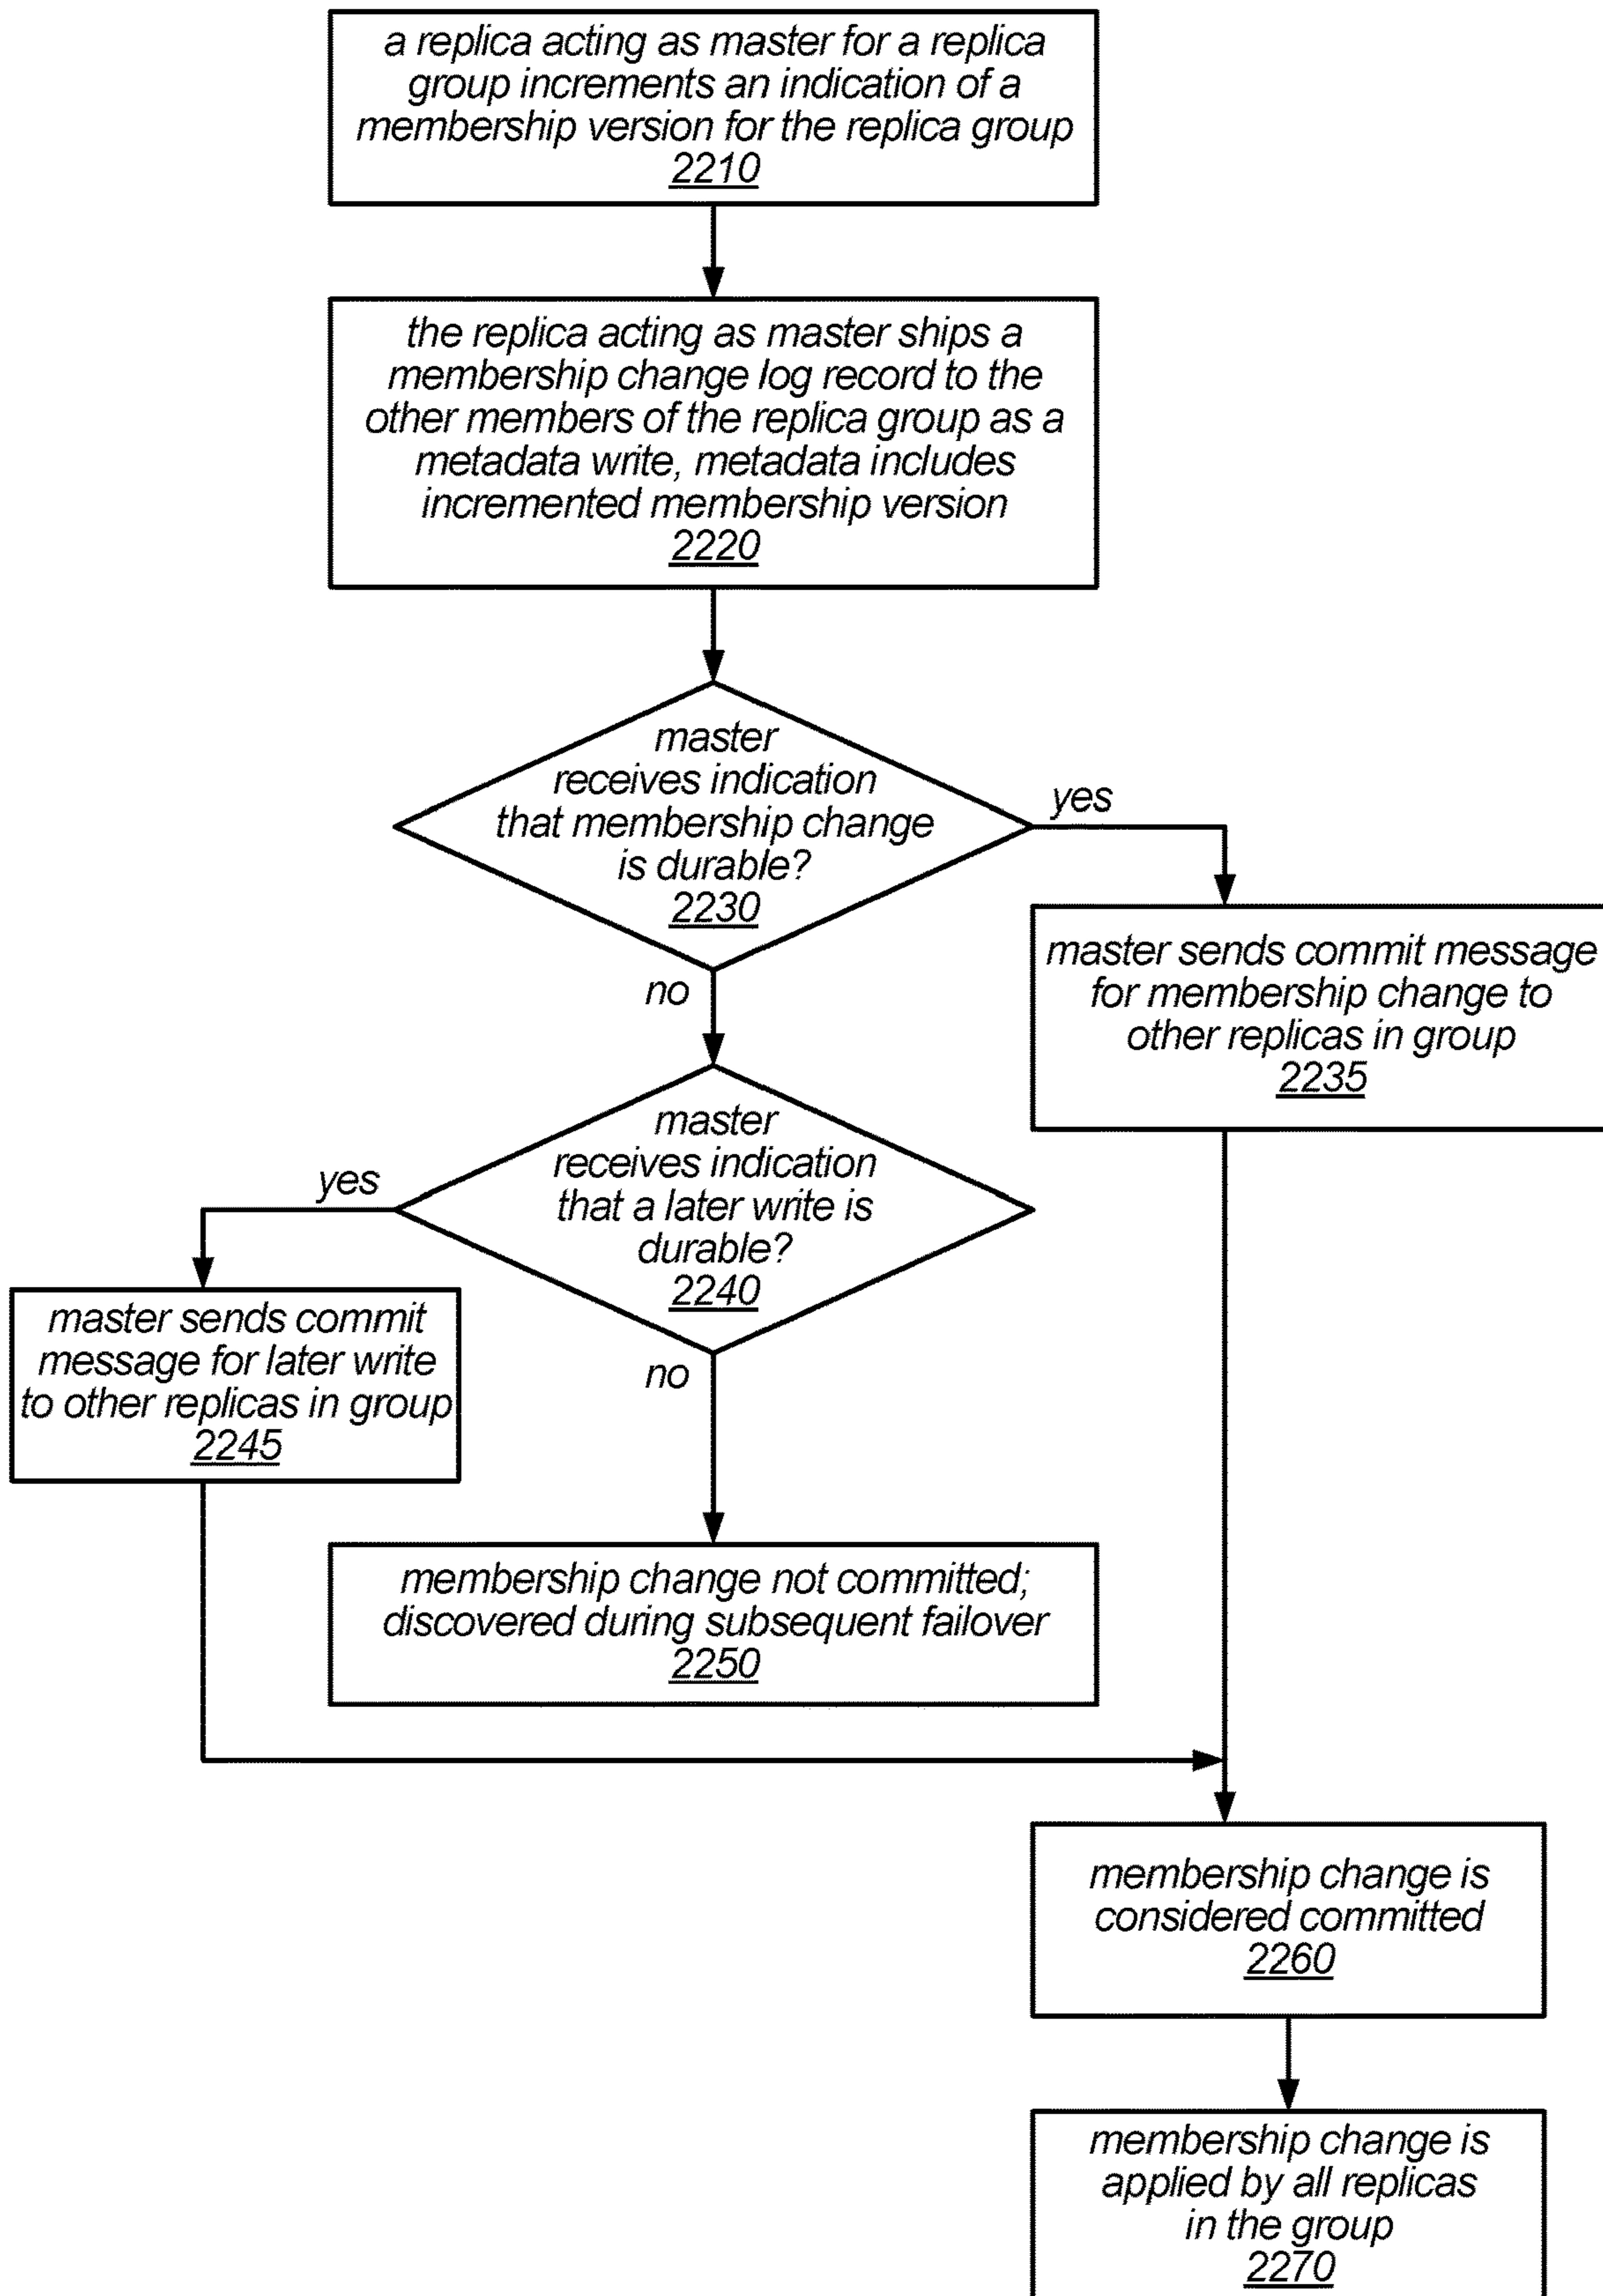 a replica acting as master for a replica
group increments an indication of a
membership version for the replica group
2210
the replica acting as master ships a
membership change log record to the
other members of the replica group as a
metadata write, metadata includes
incremented membership version
2220
master
receives indication
that membership change
is durable?
2230
yes
no
master sends commit message
for membership change to
other replicas in group
2235
master
receives indication
that a later write is
durable?
2240
yes
no
master sends commit
message for later write
to other replicas in group
2245
membership change not committed;
discovered during subsequent failover
2250
membership change is
considered committed
2260
membership change is
applied by all replicas
in the group
2270